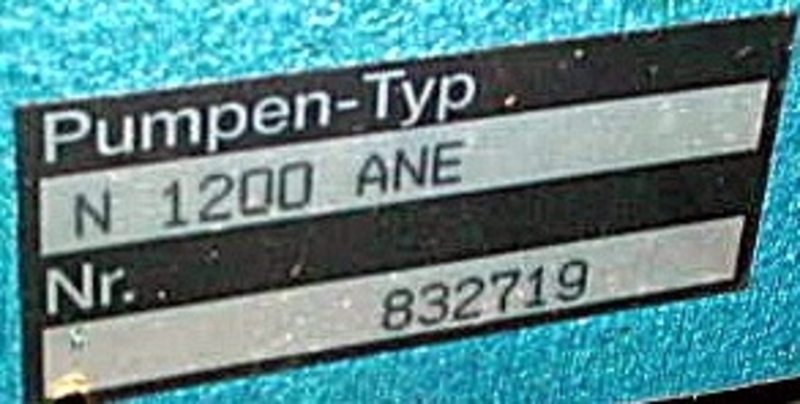 Pumpen-Typ
N 1200 ANE
Nr.
832719